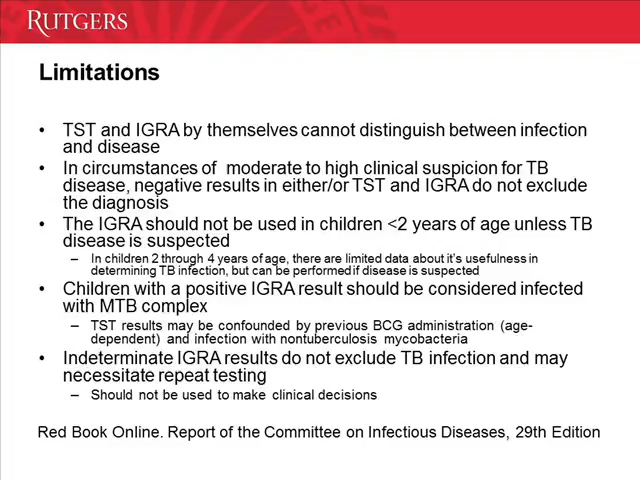 RUTGERS
Limitations
• TST and IGRA by themselves cannot distinguish between infection
and disease
• In circumstances of moderate to high clinical suspicion for TB
disease, negative results in either/or TST and IGRA do not exclude
the diagnosis
• The IGRA should not be used in children <2 years of age unless TB
disease is suspected
– In children 2 through 4 years of age, there are limited data about it's usefulness in
determining TB infection, but can be performed if disease is suspected
• Children with a positive IGRA result should be considered infected
with MTB complex
– TST results may be confounded by previous BCG administration (age-
dependent) and infection with nontuberculosis mycobacteria
• Indeterminate IGRA results do not exclude TB infection and may
necessitate repeat testing
– Should not be used to make clinical decisions
Red Book Online. Report of the Committee on Infectious Diseases, 29th Edition